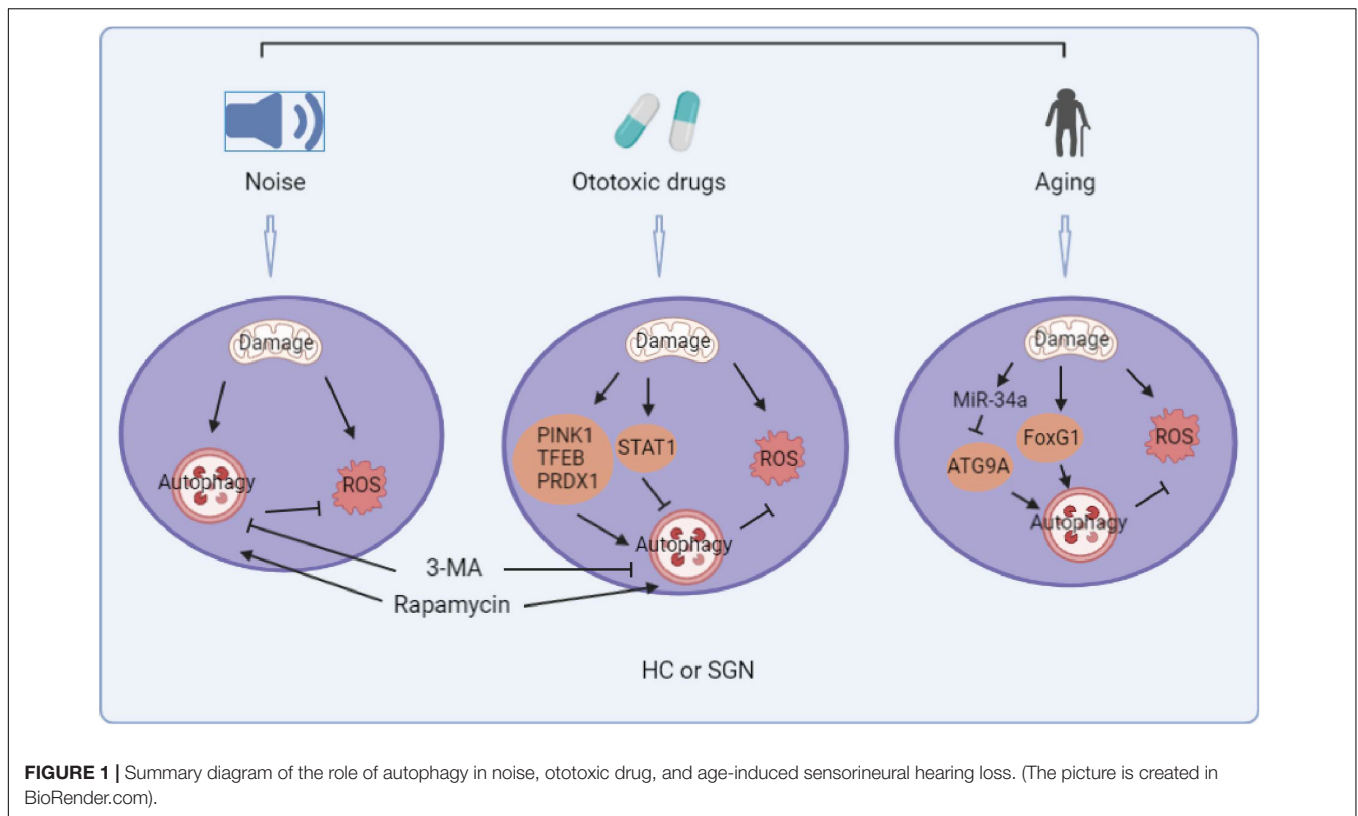 Noise
Ototoxic drugs
Aging
Damage
Autophagy
ROS
Damage
PINK1
TFEB
PRDX1
STAT1
ROS
Autophagy
Damage
MiR-34a
FoxG1
ATG9A
ROS
Autophagy
3-MA
Rapamycin
HC or SGN
FIGURE 1 | Summary diagram of the role of autophagy in noise, ototoxic drug, and age-induced sensorineural hearing loss. (The picture is created in
BioRender.com).